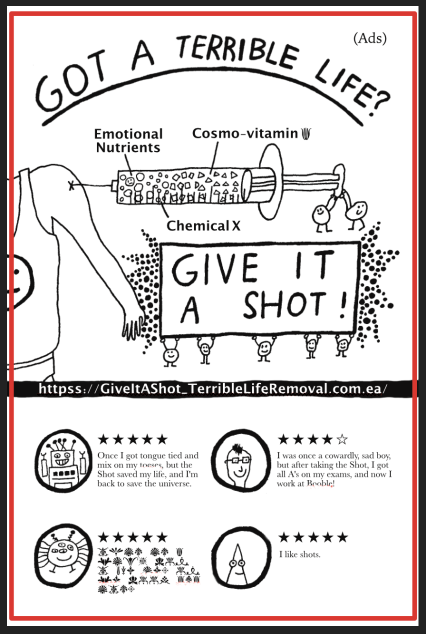 (Ads)
GOT A TERRIBLE LIFE?
Emotional
Nutrients
Cosmo-vitamin
Chemical X
GIVE IT
A SHOT!
httpss://GiveItAShot_TerribleLifeRemoval.com.ea/
★★★★★
Once I got tongue tied and
mix on my, but the
Shot saved my life, and I'm
back to save the universe.
★★★★☆
I was once a cowardly, sad boy,
but after taking the Shot, I got
all A's on my exams, and now I
work at Booble!
★★★★★
★★★★★
I like shots.